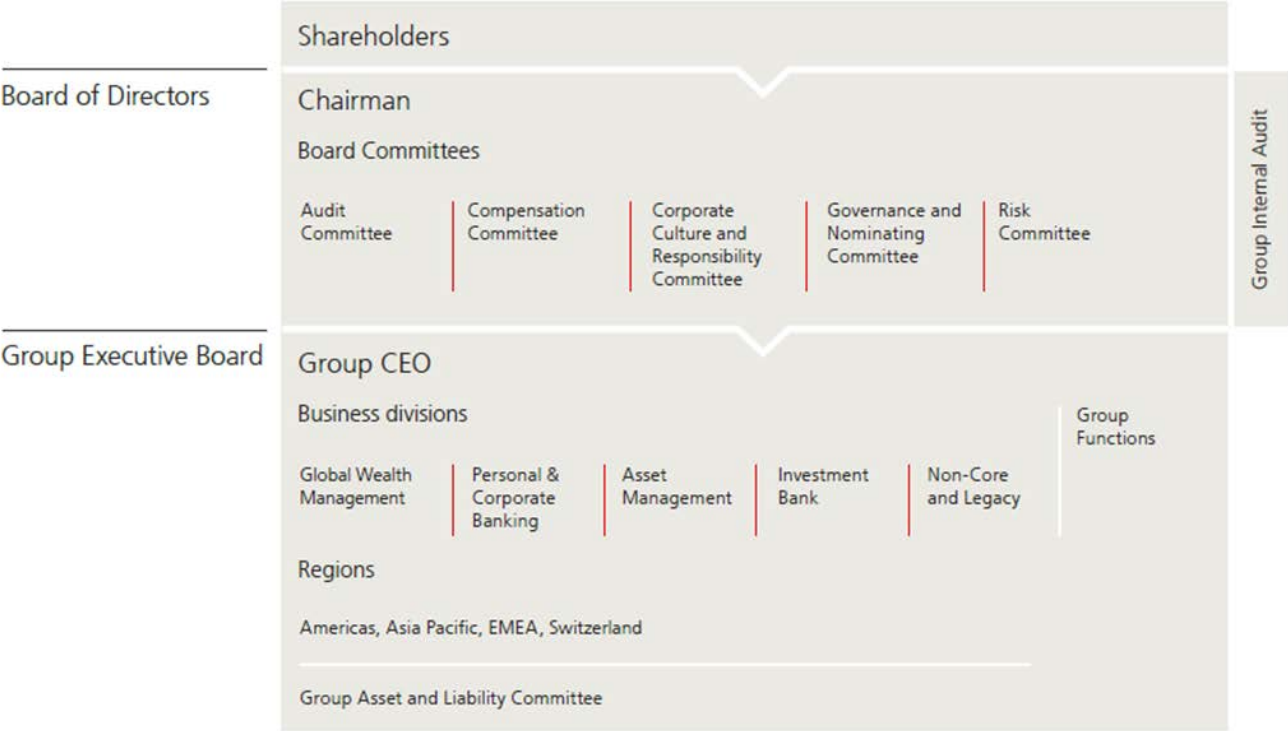 Shareholders
Board of Directors
Chairman
Board Committees
Audit
Committee
Compensation
Committee
Corporate
Culture and
Responsibility
Committee
Governance and
Nominating
Committee
Risk
Committee
Group Internal Audit
Group Executive Board
Group CEO
Business divisions
Global Wealth
Management
Personal &
Corporate
Banking
Asset
Management
Investment
Bank
Non-Core
and Legacy
Group
Functions
Regions
Americas, Asia Pacific, EMEA, Switzerland
Group Asset and Liability Committee